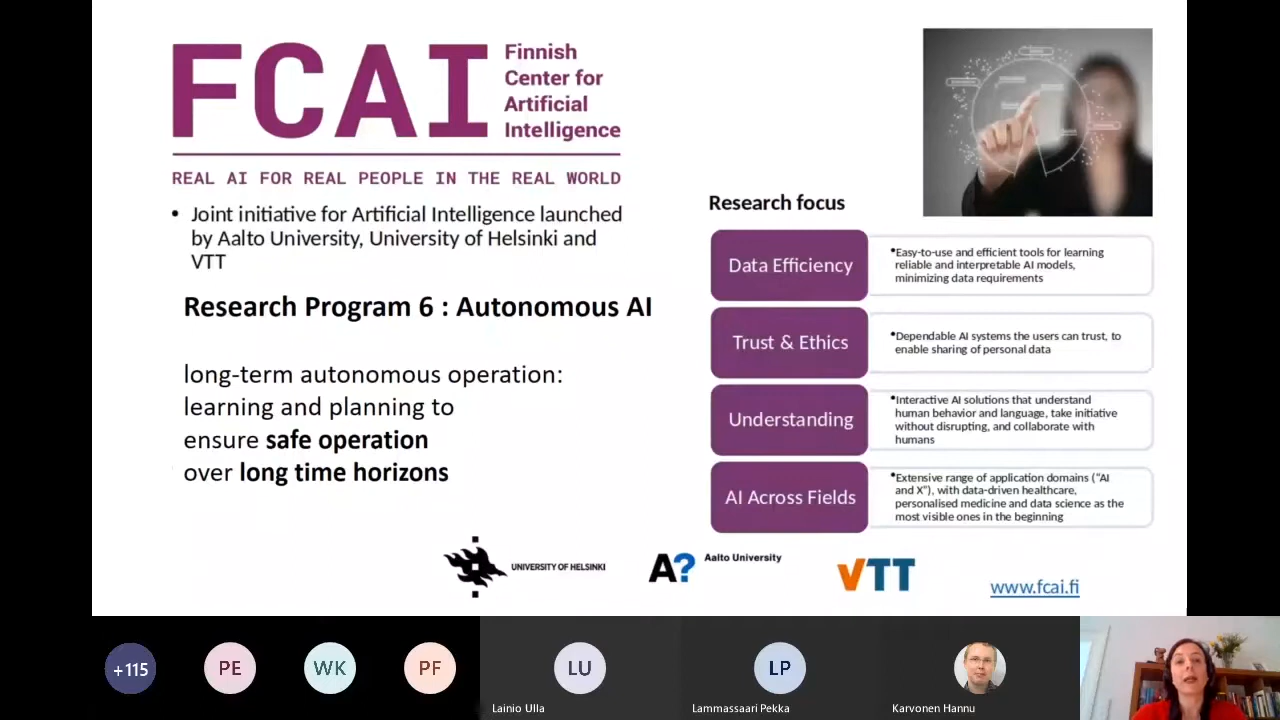 FCAI
Finnish
Center for
Artificial
Intelligence
REAL AI FOR REAL PEOPLE IN THE REAL WORLD
• Joint initiative for Artificial Intelligence launched
by Aalto University, University of Helsinki and
VTT
Research Program 6 : Autonomous AI
long-term autonomous operation:
learning and planning to
ensure safe operation
over long time horizons
Research focus
Data Efficiency
•Easy-to-use and efficient tools for learning
reliable and interpretable AI models,
minimizing data requirements
Trust & Ethics
•Dependable AI systems the users can trust, to
enable sharing of personal data
Understanding
•Interactive AI solutions that understand
human behavior and language, take initiative
without disrupting, and collaborate with
humans
AI Across Fields
•Extensive range of application domains (“AI
and X”), with data-driven healthcare,
personalised medicine and data science as the
most visible ones in the beginning
UNIVERSITY OF HELSINKI
A? Aalto University
VTT
www.fcai.fi
+115
PE
WK
PF
LU
LP
Lainio Ulla
Lammassaari Pekka
Karvonen Hannu